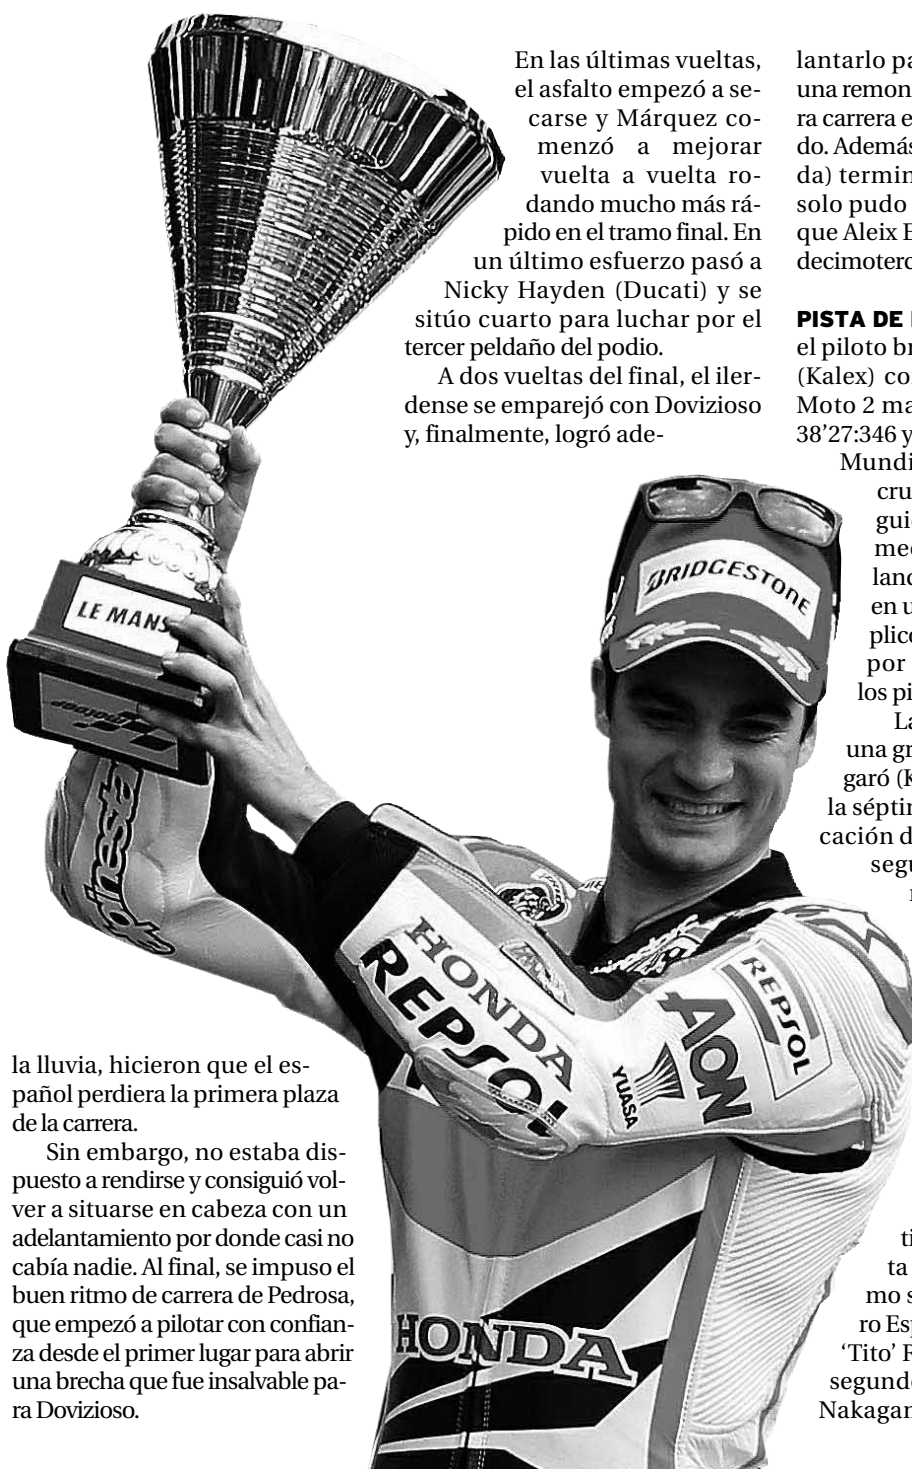 la lluvia, hicieron que el es-
pañol perdiera la primera plaza
de la carrera.
Sin embargo, no estaba dis-
puesto a rendirse y consiguió vol-
ver a situarse en cabeza con un
adelantamiento por donde casi no
cabía nadie. Al final, se impuso el
buen ritmo de carrera de Pedrosa,
que empezó a pilotar con confian-
za desde el primer lugar para abrir
una brecha que fue insalvable pa-
ra Dovizioso.
En las últimas vueltas,
el asfalto empezó a se-
carse y Márquez co-
menzó a mejorar
vuelta a vuelta ro-
dando mucho más rá-
pido en el tramo final. En
un último esfuerzo pasó a
Nicky Hayden (Ducati) y se
sitúo cuarto para luchar por el
tercer peldaño del podio.
A dos vueltas del final, el iler-
dense se emparejó con Dovizioso
y, finalmente, logró ade-
lantarlo pa
una remon
ra carrera e
do. Además
da) termin
solo pudo
que Aleix E
decimoterc
PISTA DE
el piloto br
(Kalex) co
Moto 2 ma
38’27:346 y
Mundi
cru
gui
me
lanc
en u
plic
por
los pi
La
una gr
garó (K
la séptin
cación d
segu
ti
ta
mo s
ro Esp
‘Tito’ R
segund
Nakagan
LE MANS
BRIDGESTONE
HONDA
REPSOL
REPSOL
AON
YUASA
HONDA